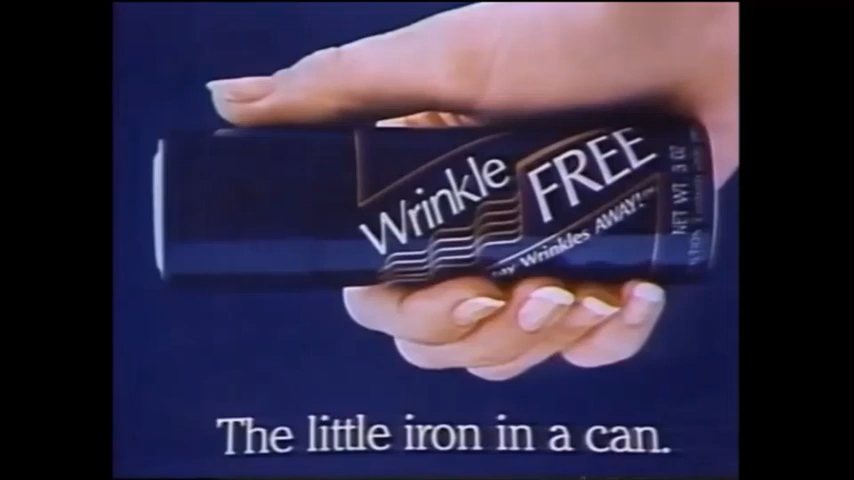 Wrinkle
FREE
Wrinkles AWAY!
NET WT 3 OZ
The little iron in a can.